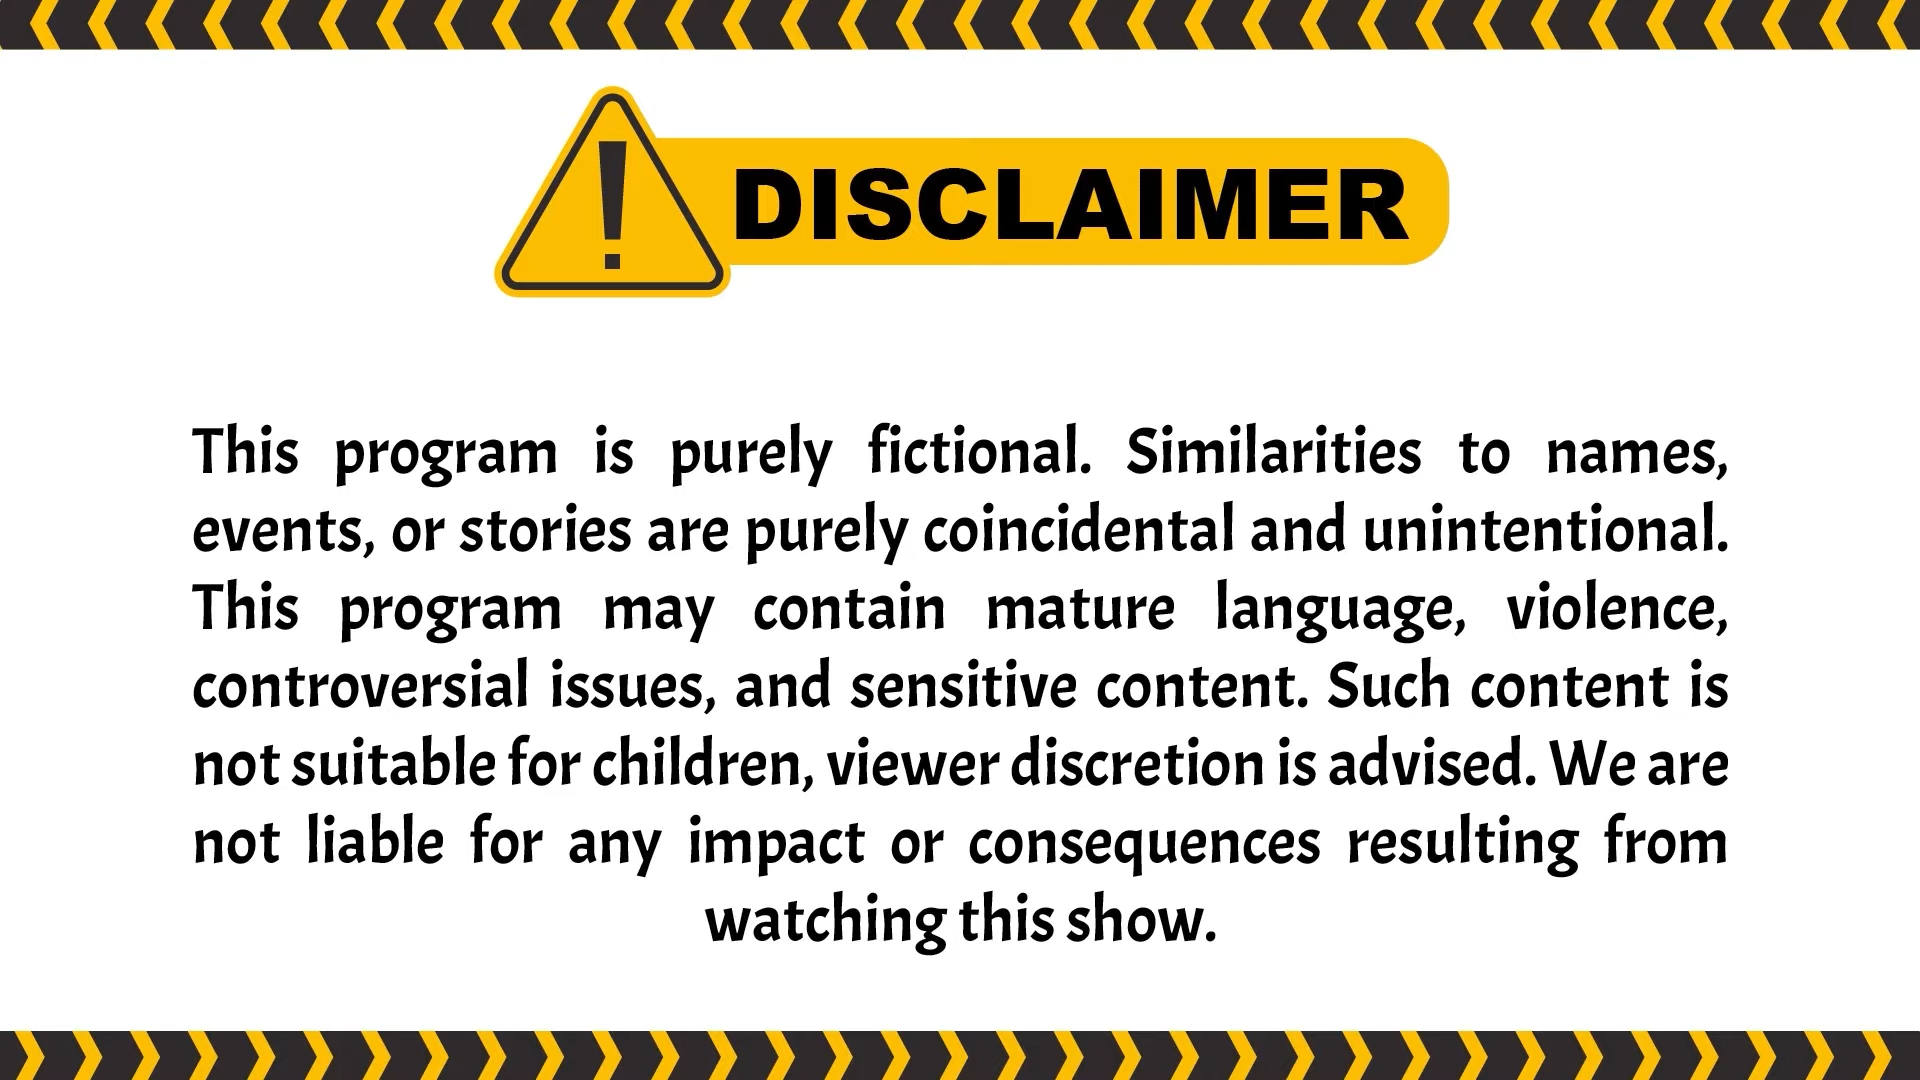 DISCLAIMER
This program is purely fictional. Similarities to names,
events, or stories are purely coincidental and unintentional.
This program may contain mature language, violence,
controversial issues, and sensitive content. Such content is
not suitable for children, viewer discretion is advised. We are
not liable for any impact or consequences resulting from
watching this show.